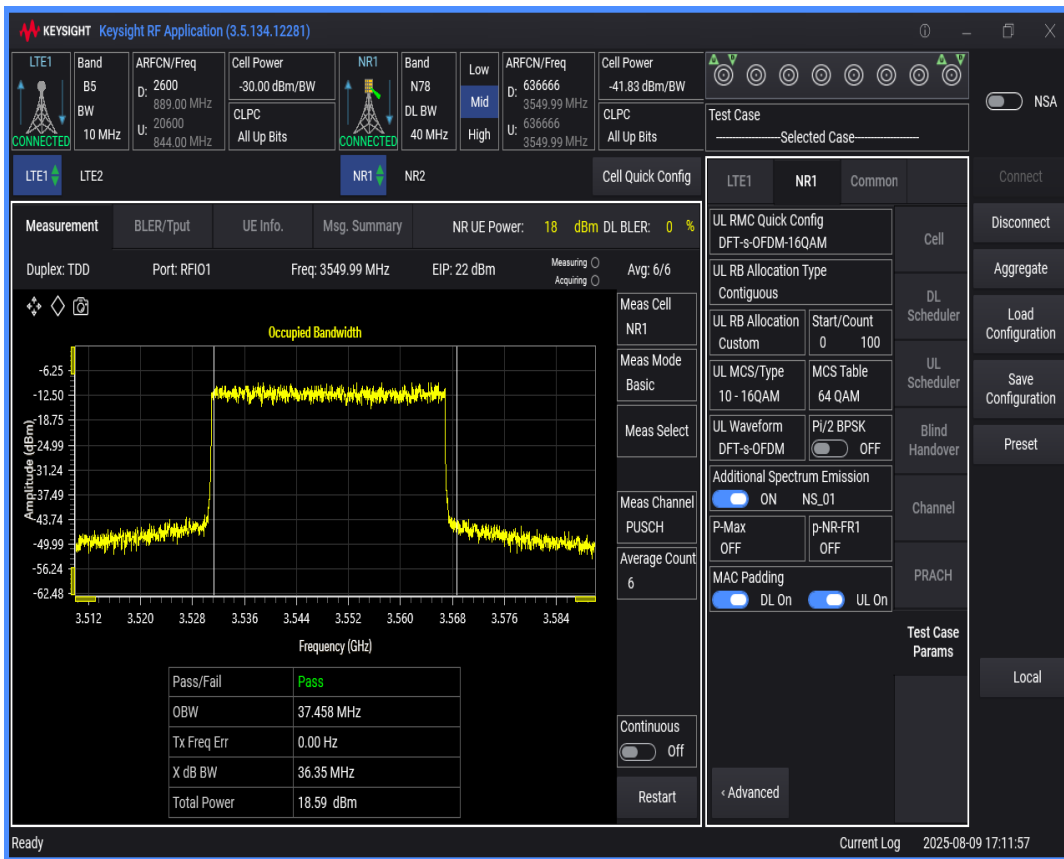 KEYSIGHT Keysight RF Application (3.5.134.12281)
LTE1 Band ARFCN/Freq Cell Power NR1 Band Low ARFCN/Freq Cell Power
B5 D: 2600 -30.00 dBm/BW N78 D: 636666 -41.83 dBm/BW
BW 889.00 MHz DL BW Mid 3549.99 MHz
10 MHz U: 20600 CLPC 40 MHz High U: 636666 CLPC
CONNECTED 844.00 MHz All Up Bits CONNECTED 3549.99 MHz All Up Bits
Test Case
Selected Case
NSA
LTE1 LTE2 NR1 NR2 Cell Quick Config
Measurement BLER/Tput UE Info. Msg. Summary NR UE Power: 18 dBm DL BLER: 0 %
Duplex: TDD Port: RFIO1 Freq: 3549.99 MHz EIP: 22 dBm Measuring Avg: 6/6
Acquiring
Occupied Bandwidth
Amplitude (dBm)
-6.25
-12.50
-18.75
-24.99
-31.24
-37.49
-43.74
-49.99
-56.24
-62.48
3.512 3.520 3.528 3.536 3.544 3.552 3.560 3.568 3.576 3.584
Frequency (GHz)
Pass/Fail Pass
OBW 37.458 MHz
Tx Freq Err 0.00 Hz
X dB BW 36.35 MHz
Total Power 18.59 dBm
Meas Cell
NR1
Meas Mode
Basic
Meas Select
Meas Channel
PUSCH
Average Count
6
Continuous
Off
Restart
LTE1 NR1 Common
UL RMC Quick Config
DFT-s-OFDM-16QAM
UL RB Allocation Type
Contiguous
UL RB Allocation Start/Count
Custom 0 100
UL MCS/Type MCS Table
10 - 16QAM 64 QAM
UL Waveform Pi/2 BPSK
DFT-s-OFDM OFF
Additional Spectrum Emission
ON NS_01
P-Max p-NR-FR1
OFF OFF
MAC Padding
DL On UL On
‹ Advanced
Cell
DL
Scheduler
UL
Scheduler
Blind
Handover
Channel
PRACH
Test Case
Params
Connect
Disconnect
Aggregate
Load
Configuration
Save
Configuration
Preset
Local
Ready Current Log 2025-08-09 17:11:57